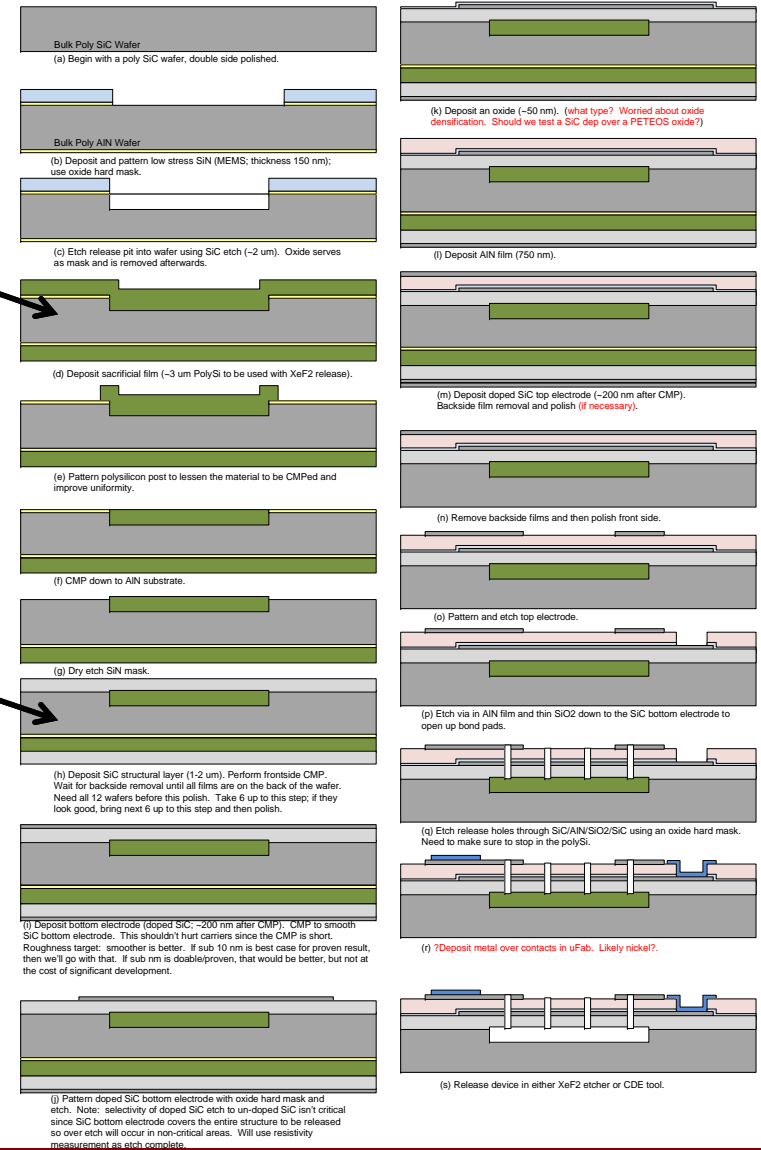 Bulk Poly SiC Wafer
(a) Begin with a poly SiC wafer, double side polished.
Bulk Poly AlN Wafer
(b) Deposit and pattern low stress SiN (MEMS; thickness 150 nm);
use oxide hard mask.
(c) Etch release pit into wafer using SiC etch (~2 um). Oxide serves
as mask and is removed afterwards.
(d) Deposit sacrificial film (~3 um PolySi to be used with XeF2 release).
(e) Pattern polysilicon post to lessen the material to be CMPed and
improve uniformity.
(f) CMP down to AlN substrate.
(g) Dry etch SiN mask.
(h) Deposit SiC structural layer (1-2 um). Perform frontside CMP.
Wait for backside removal until all films are on the back of the wafer.
Need all 12 wafers before this polish. Take 6 up to this step; if they
look good, bring next 6 up to this step and then polish.
(i) Deposit bottom electrode (doped SiC; ~200 nm after CMP). CMP to smooth
SiC bottom electrode. This shouldn't hurt carriers since the CMP is short.
Roughness target: smoother is better. If sub 10 nm is best case for proven result,
then we'll go with that. If sub nm is doable/proven, that would be better, but not at
the cost of significant development.
(j) Pattern doped SiC bottom electrode with oxide hard mask and
etch. Note: selectivity of doped SiC etch to un-doped SiC isn't critical
since SiC bottom electrode covers the entire structure to be released
so over etch will occur in non-critical areas. Will use resistivity
measurement as etch complete.
(k) Deposit an oxide (~50 nm). (what type? Worried about oxide
densification. Should we test a SiC dep over a PETEOS oxide?)
(l) Deposit AlN film (750 nm).
(m) Deposit doped SiC top electrode (~200 nm after CMP).
Backside film removal and polish (if necessary).
(n) Remove backside films and then polish front side.
(o) Pattern and etch top electrode.
(p) Etch via in AlN film and thin SiO2 down to the SiC bottom electrode to
open up bond pads.
(q) Etch release holes through SiC/AlN/SiO2/SiC using an oxide hard mask.
Need to make sure to stop in the polySi.
(r) ?Deposit metal over contacts in uFab. Likely nickel?.
(s) Release device in either XeF2 etcher or CDE tool.